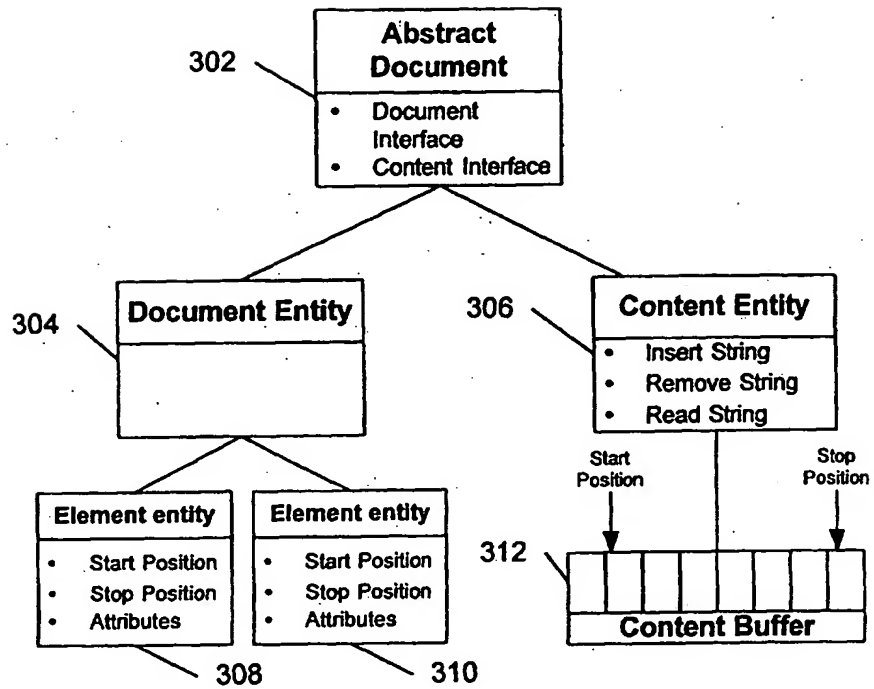 Abstract
Document
302
• Document
Interface
• Content Interface
Document Entity
304
Content Entity
306
• Insert String
• Remove String
• Read String
Start
Position
Stop
Position
Element entity
• Start Position
• Stop Position
• Attributes
308
Element entity
• Start Position
• Stop Position
• Attributes
310
312
Content Buffer